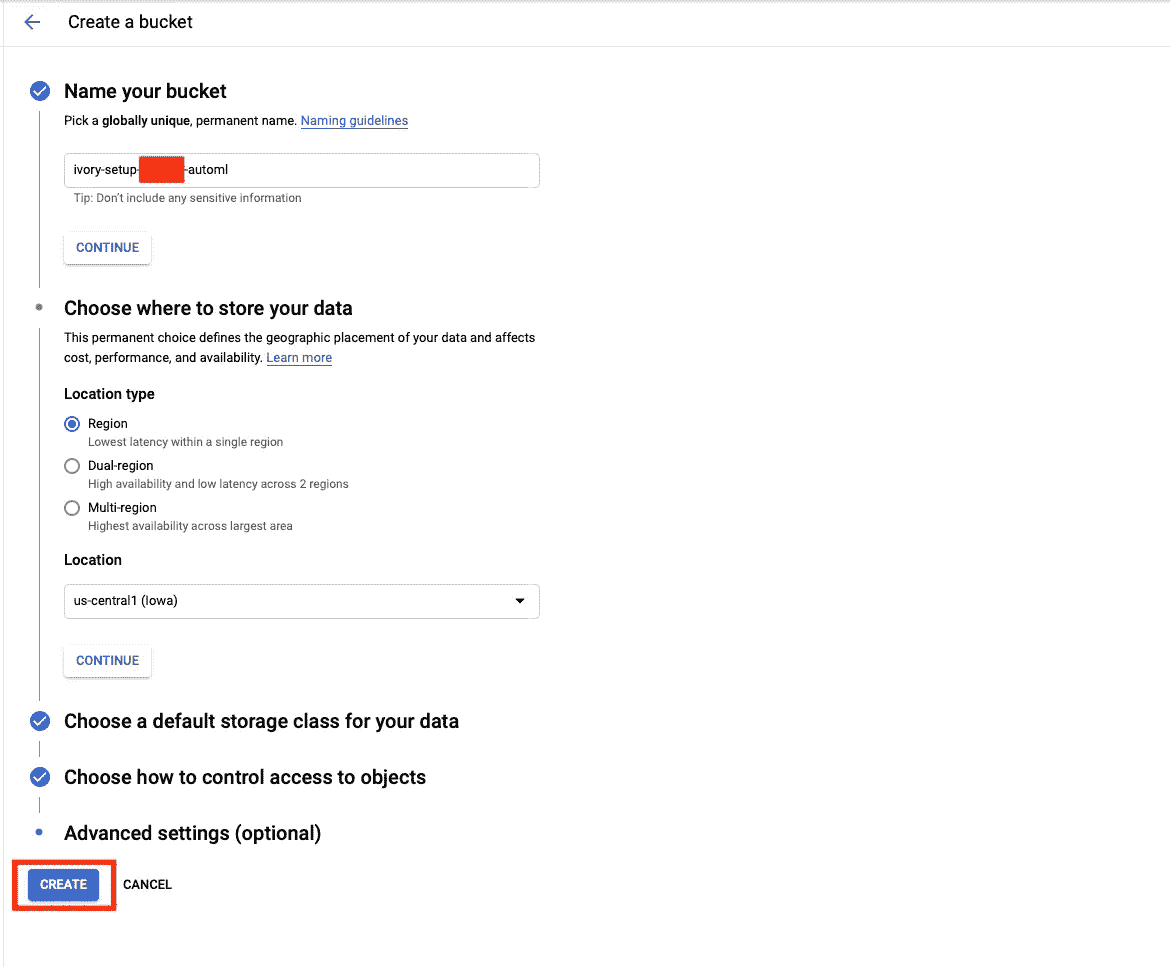 Create a bucket
Name your bucket
Pick a globally unique, permanent name. Naming guidelines
ivory-setup- -automl
Tip: Don't include any sensitive information
CONTINUE
Choose where to store your data
This permanent choice defines the geographic placement of your data and affects
cost, performance, and availability. Learn more
Location type
Region
Lowest latency within a single region
Dual-region
High availability and low latency across 2 regions
Multi-region
Highest availability across largest area
Location
us-central1 (Iowa)
CONTINUE
Choose a default storage class for your data
Choose how to control access to objects
Advanced settings (optional)
CREATE CANCEL